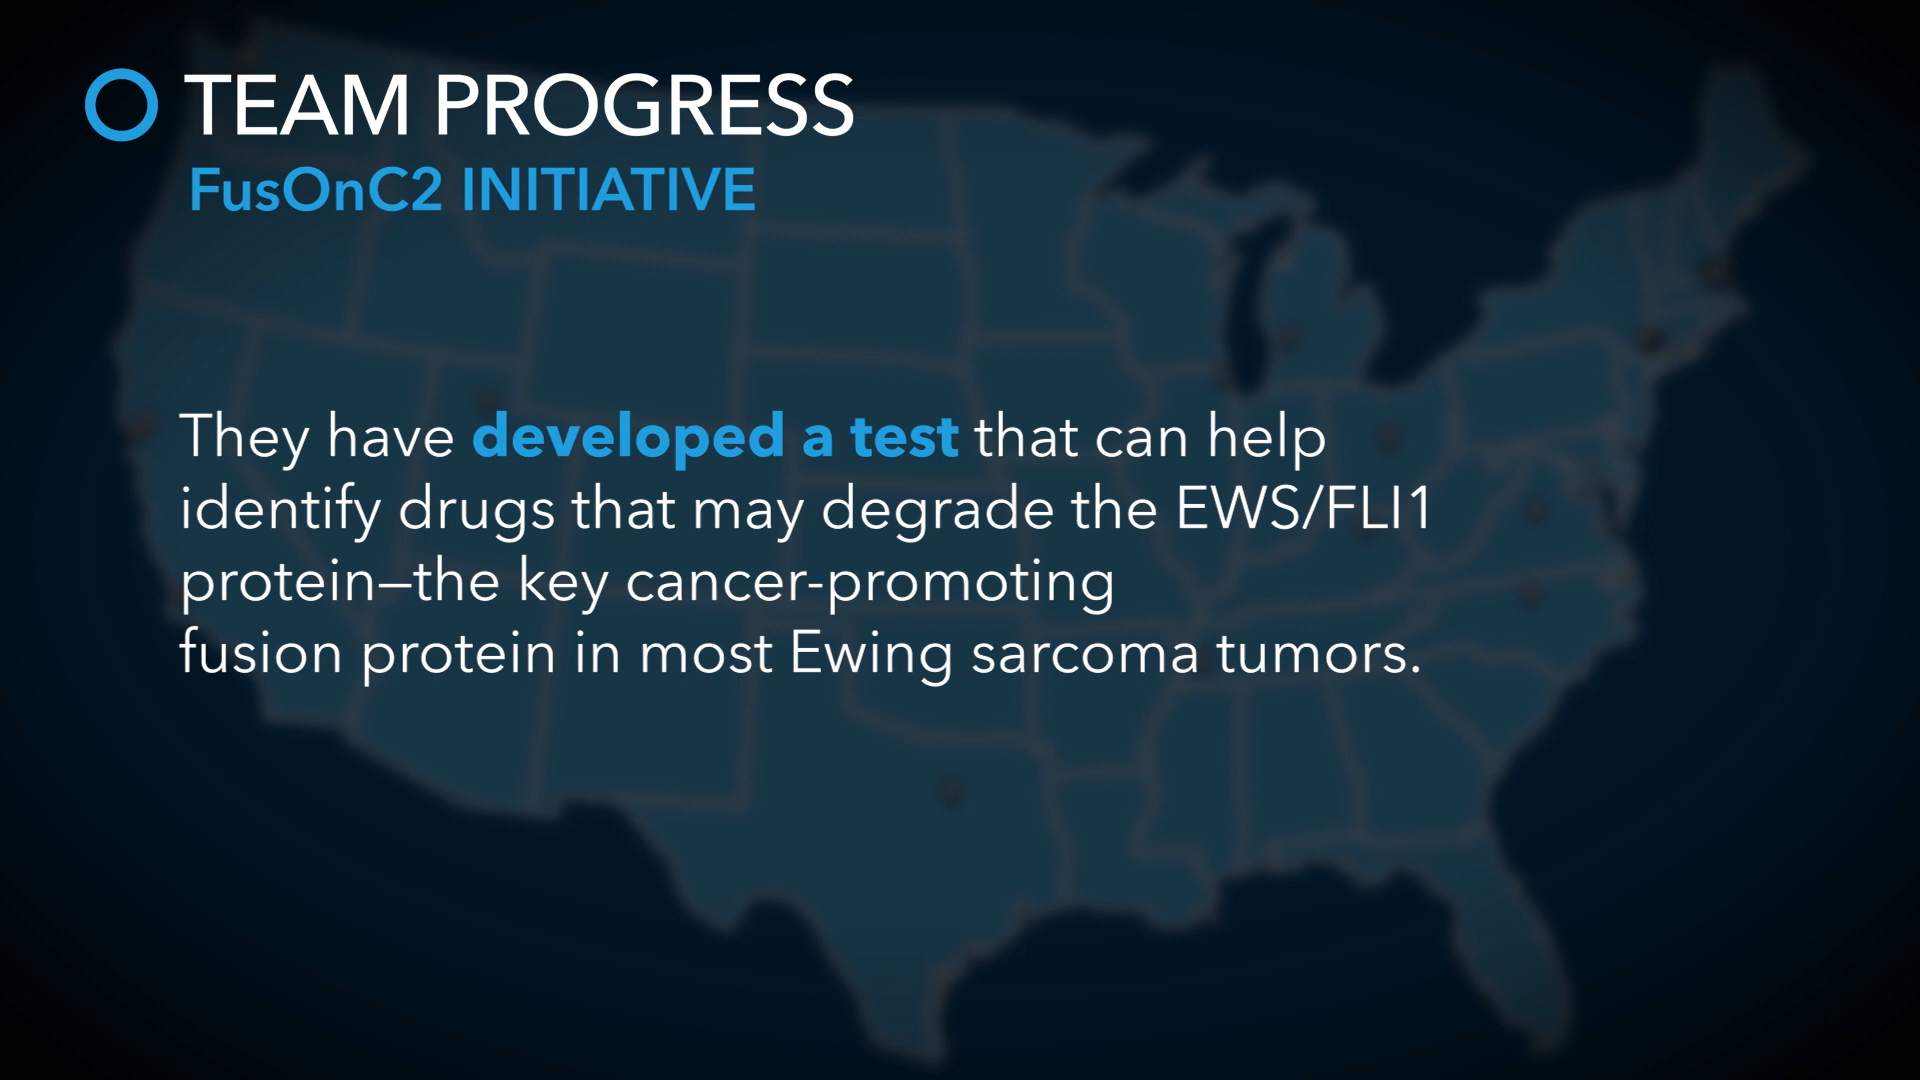 TEAM PROGRESS
FusOnC2 INITIATIVE
They have developed a test that can help
identify drugs that may degrade the EWS/FLI1
protein—the key cancer-promoting
fusion protein in most Ewing sarcoma tumors.